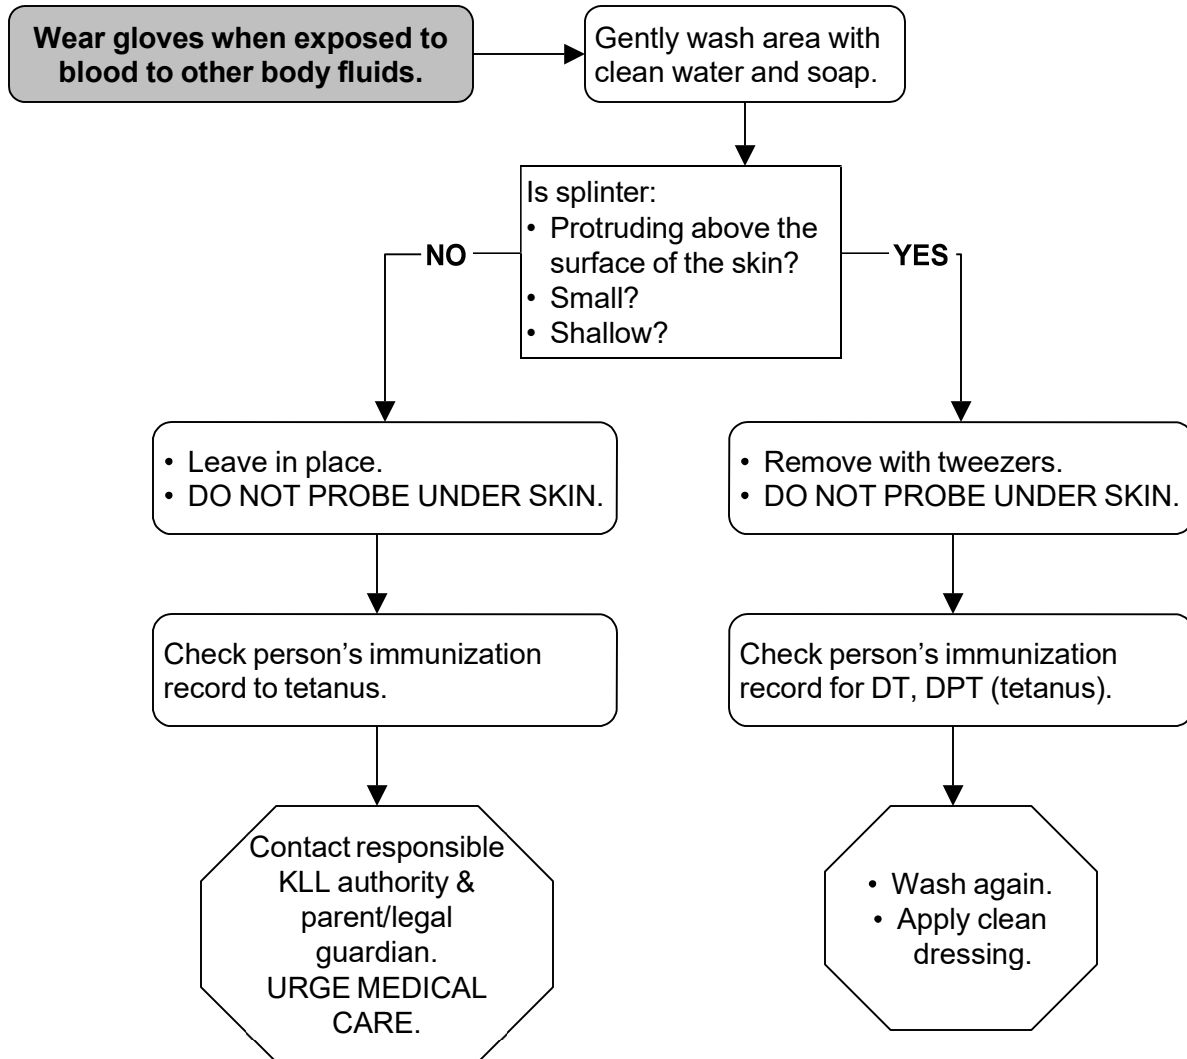 Wear gloves when exposed to
blood to other body fluids.
Gently wash area with
clean water and soap.
Is splinter:
• Protruding above the
surface of the skin?
• Small?
• Shallow?
NO
YES
• Leave in place.
• DO NOT PROBE UNDER SKIN.
• Remove with tweezers.
• DO NOT PROBE UNDER SKIN.
Check person’s immunization
record to tetanus.
Check person’s immunization
record for DT, DPT (tetanus).
Contact responsible
KLL authority &
parent/legal
guardian.
URGE MEDICAL
CARE.
• Wash again.
• Apply clean
dressing.